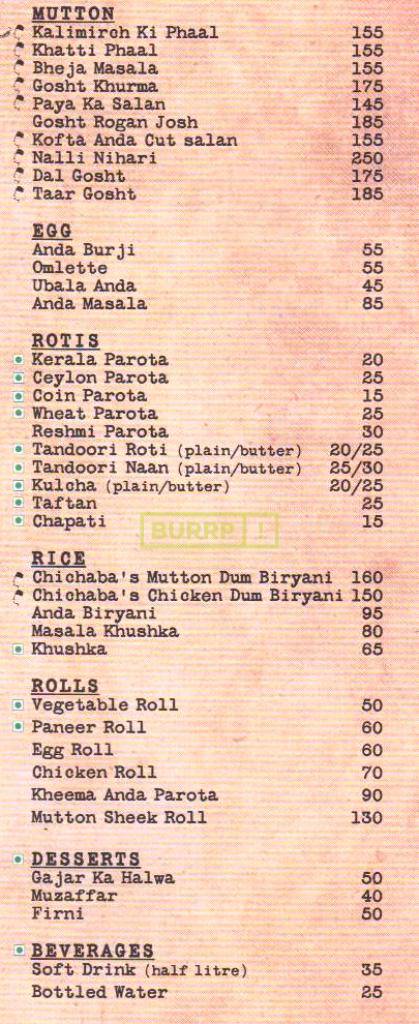 MUTTON
Kalimiroh Ki Phaal 155
Khatti Phaal 155
Bheja Masala 155
Gosht Khurma 175
Paya Ka Salan 145
Gosht Rogan Josh 185
Kofta Anda Cut salan 155
Nalli Nihari 250
Dal Gosht 175
Taar Gosht 185
EGG
Anda Burji 55
Omlette 55
Ubala Anda 45
Anda Masala 85
ROTIS
Kerala Parota 20
Ceylon Parota 25
Coin Parota 15
Wheat Parota 25
Reshmi Parota 30
Tandoori Roti (plain/butter) 20/25
Tandoori Naan (plain/butter) 25/30
Kulcha (plain/butter) 20/25
Taftan 25
Chapati 15
BURRP!
RICE
Chichaba's Mutton Dum Biryani 160
Chichaba's Chicken Dum Biryani 150
Anda Biryani 95
Masala Khushka 80
Khushka 65
ROLLS
Vegetable Roll 50
Paneer Roll 60
Egg Roll 60
Chicken Roll 70
Kheema Anda Parota 90
Mutton Sheek Roll 130
DESSERTS
Gajar Ka Halwa 50
Muzaffar 40
Firni 50
BEVERAGES
Soft Drink (half litre) 35
Bottled Water 25